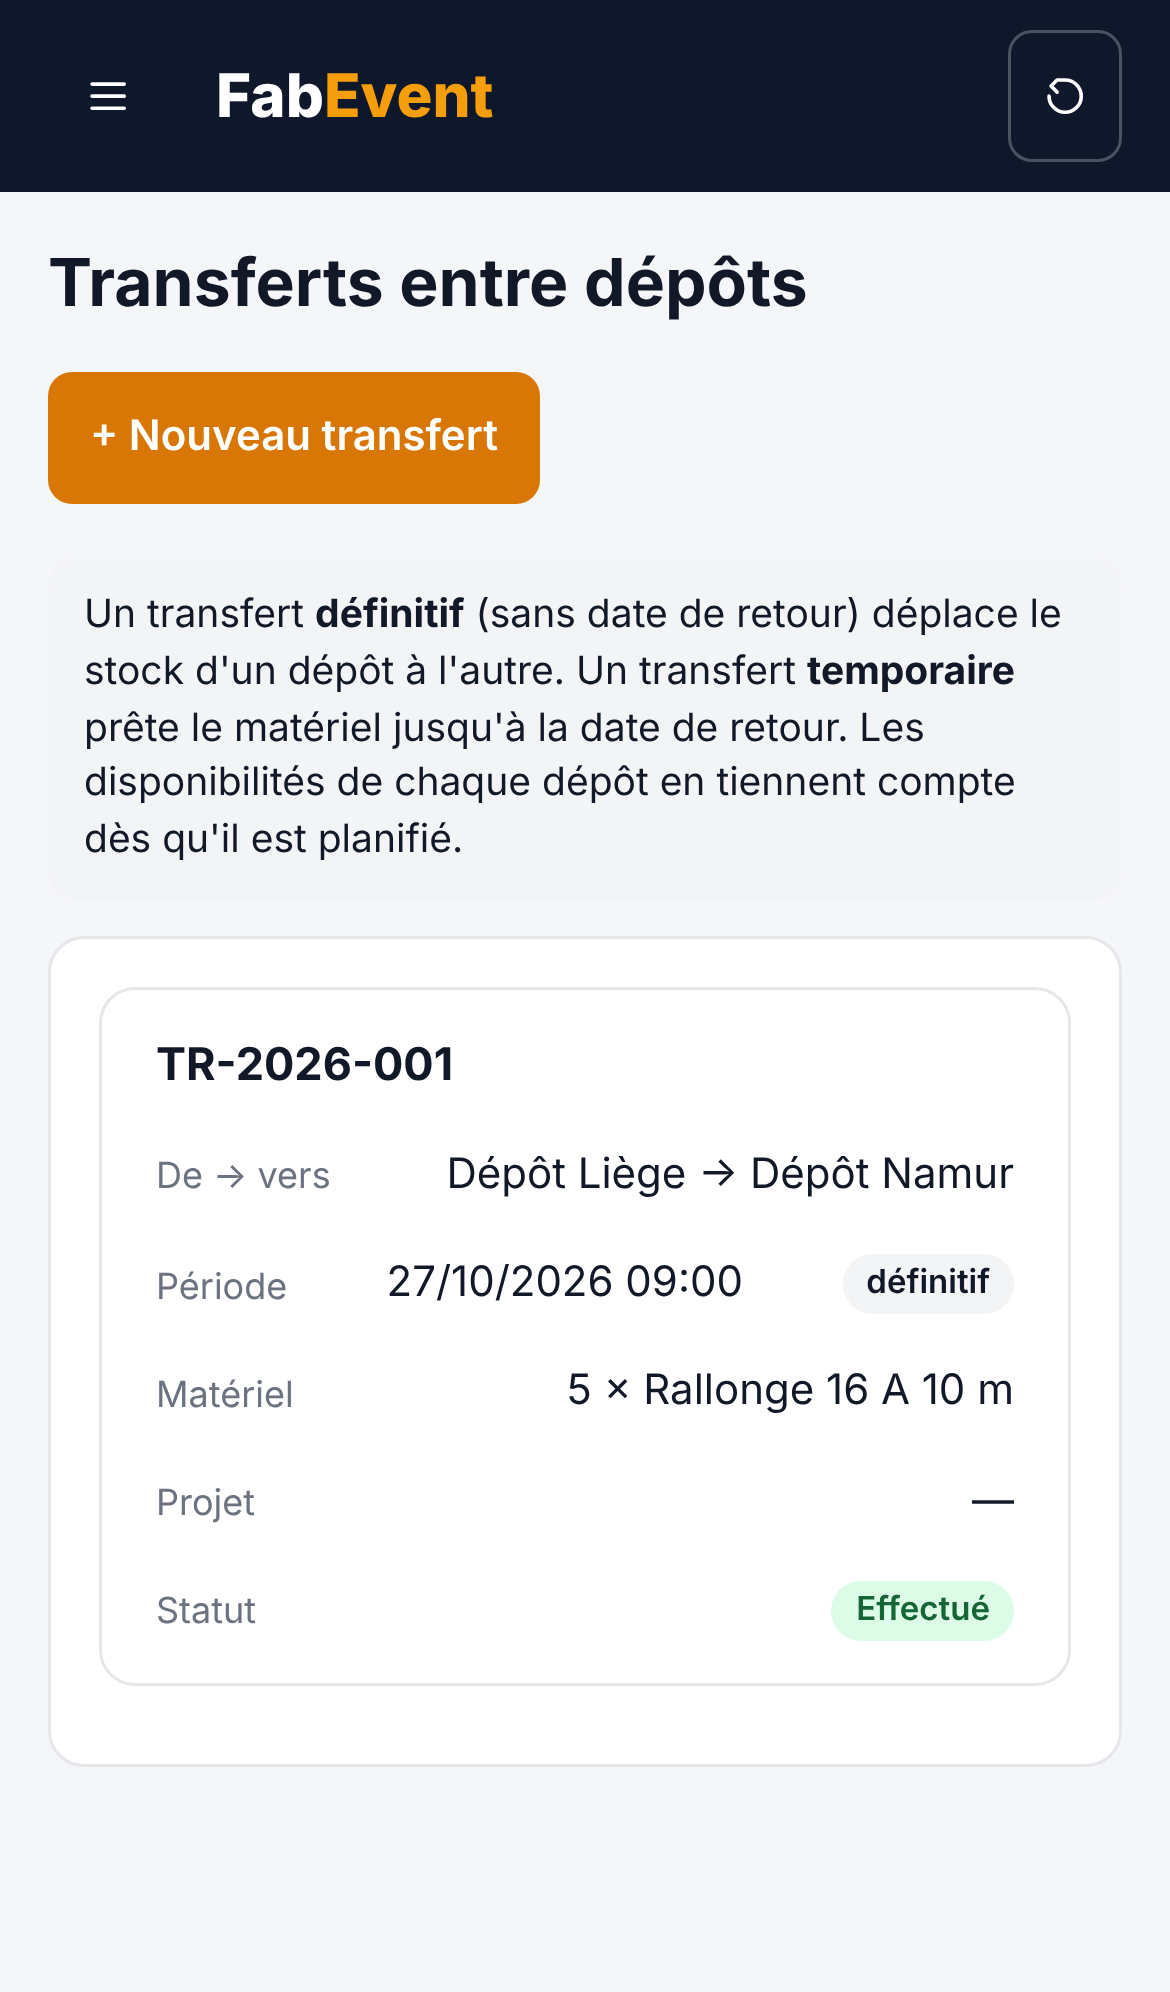 FabEvent
Transferts entre dépôts
+ Nouveau transfert
Un transfert définitif (sans date de retour) déplace le
stock d'un dépôt à l'autre. Un transfert temporaire
prête le matériel jusqu'à la date de retour. Les
disponibilités de chaque dépôt en tiennent compte
dès qu'il est planifié.
TR-2026-001
De → vers Dépôt Liège → Dépôt Namur
Période 27/10/2026 09:00 définitif
Matériel 5 × Rallonge 16 A 10 m
Projet —
Statut Effectué